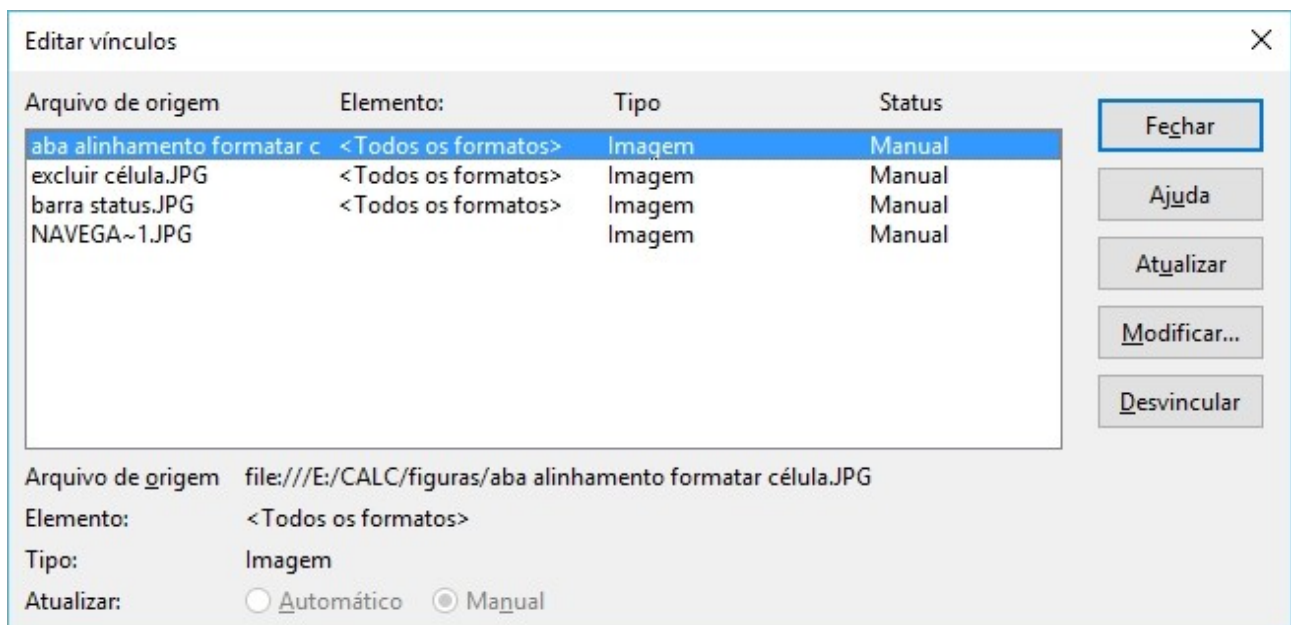 Editar vínculos
Arquivo de origem Elemento: Tipo Status
aba alinhamento formatar c <Todos os formatos> Imagem Manual
excluir célula.JPG <Todos os formatos> Imagem Manual
barra status.JPG <Todos os formatos> Imagem Manual
NAVEGA~1.JPG Imagem Manual
Fechar
Ajuda
Atualizar
Modificar...
Desvincular
Arquivo de origem file:///E:/CALC/figuras/aba alinhamento formatar célula.JPG
Elemento: <Todos os formatos>
Tipo: Imagem
Atualizar: Automático Manual